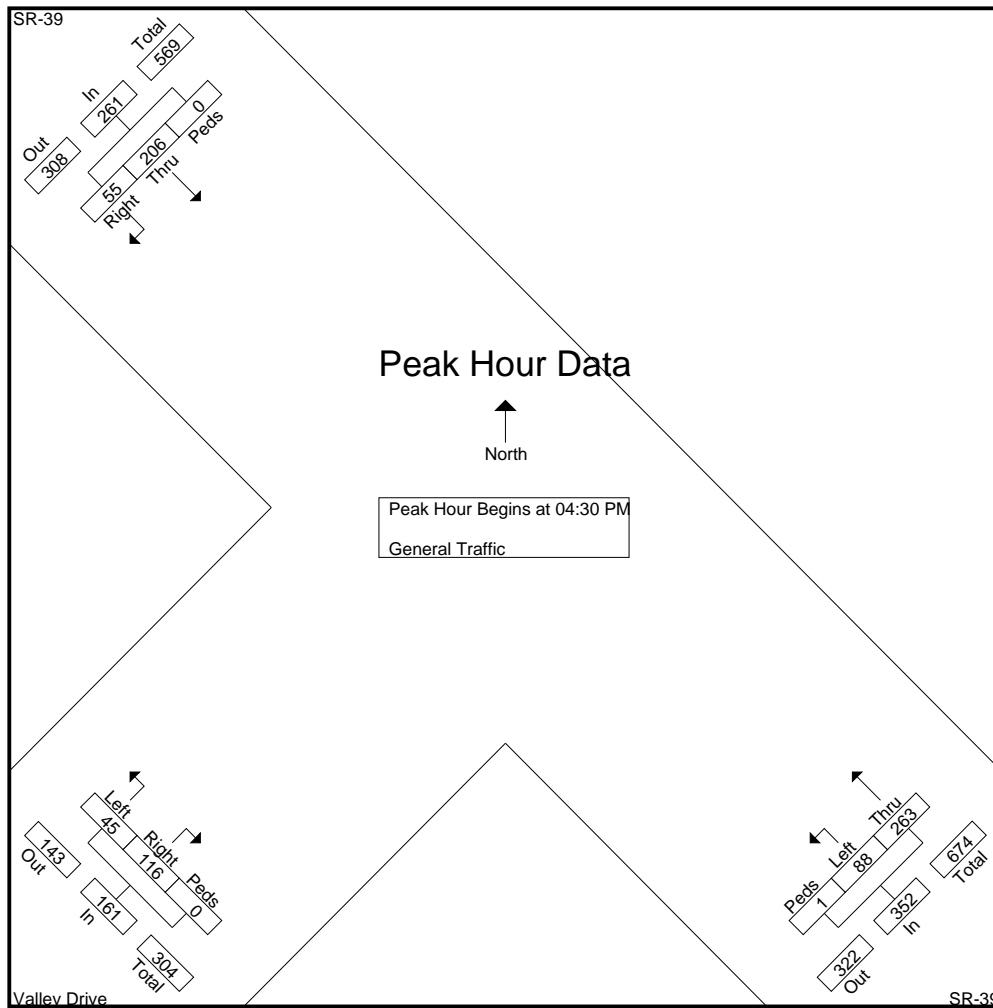 SR-39
Total
569
In
261
Out
308
0
206
55
Peds
Thru
Right
Peak Hour Data
North
Peak Hour Begins at 04:30 PM
General Traffic
Left
Right
Peds
45
116
0
143
Out
161
In
304
Total
Valley Drive
Thru
Left
Peds
263
88
1
674
Total
352
In
322
Out
SR-39